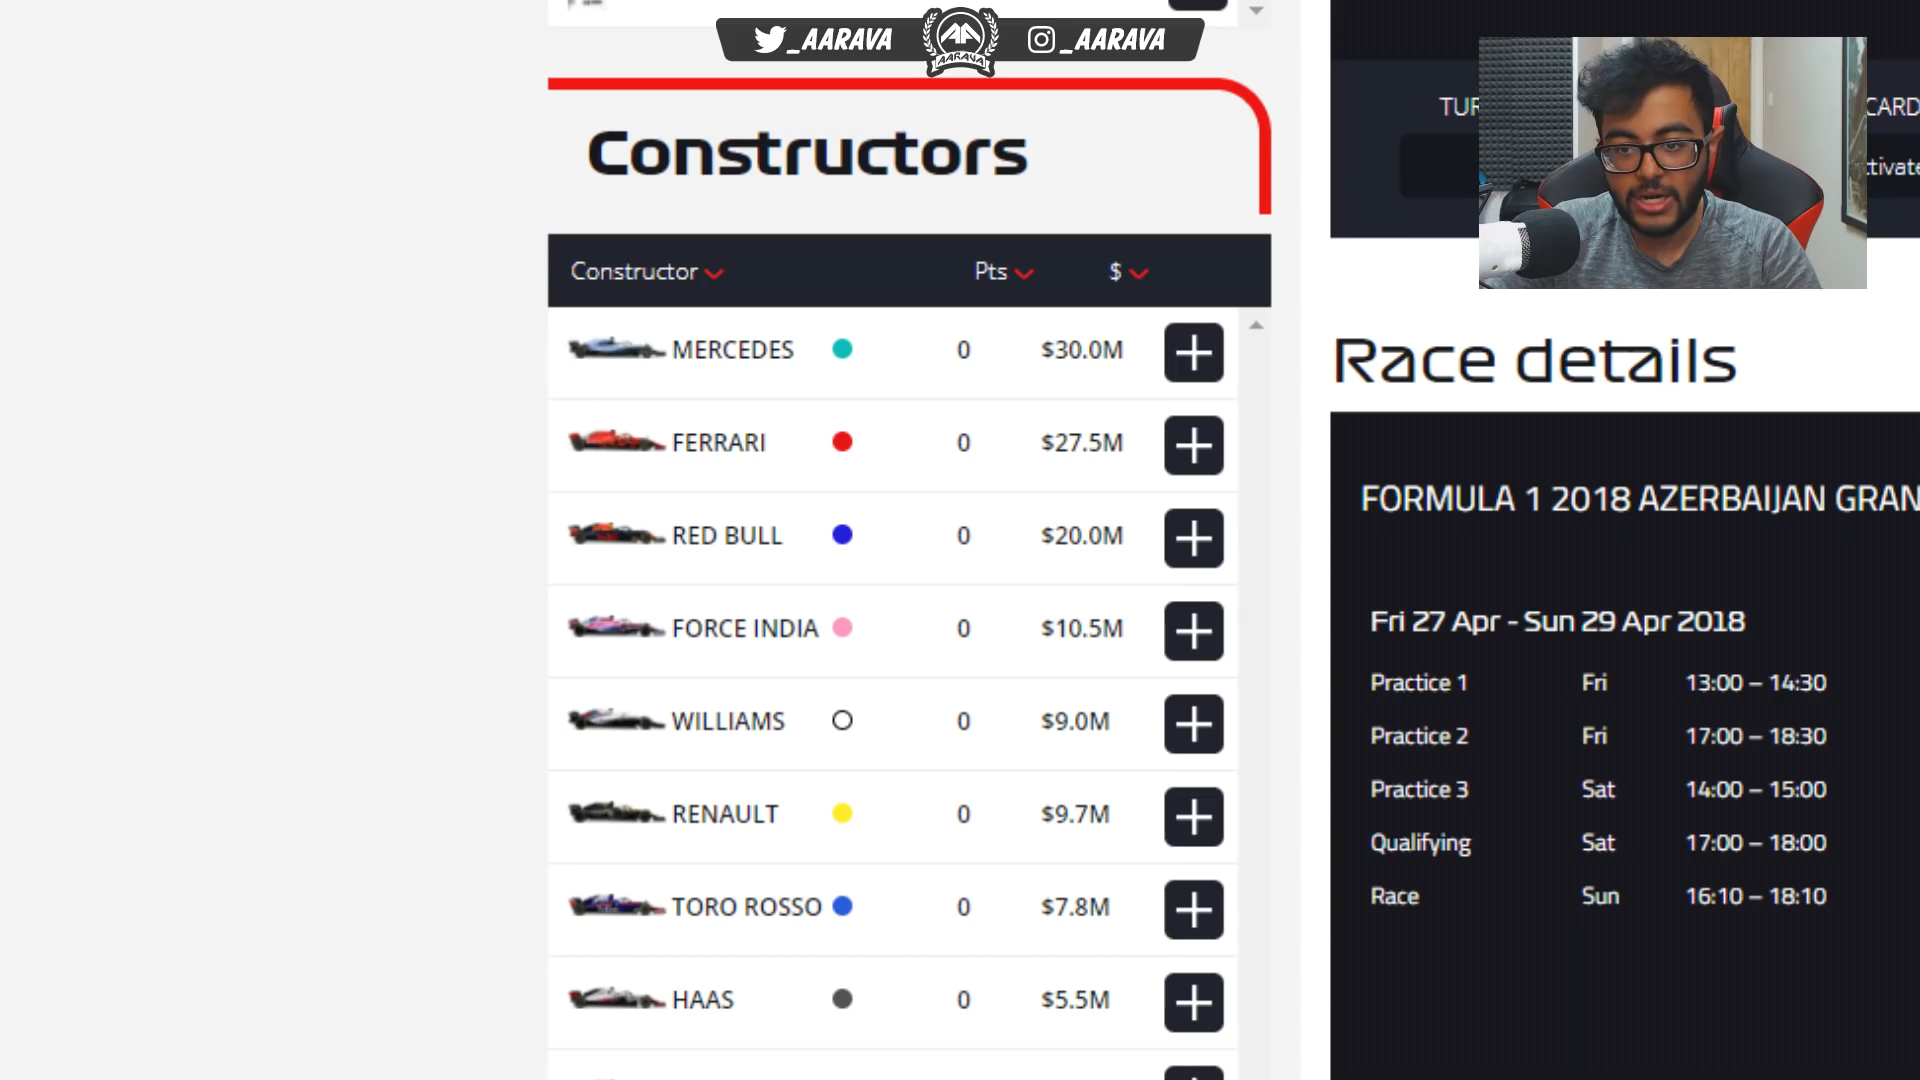 _AARAVA
AARAVA
_AARAVA
Constructors
Constructor Pts $
MERCEDES 0 $30.0M
FERRARI 0 $27.5M
RED BULL 0 $20.0M
FORCE INDIA 0 $10.5M
WILLIAMS 0 $9.0M
RENAULT 0 $9.7M
TORO ROSSO 0 $7.8M
HAAS 0 $5.5M
TUR
CARD
tivate
Race details
FORMULA 1 2018 AZERBAIJAN GRAN
Fri 27 Apr - Sun 29 Apr 2018
Practice 1 Fri 13:00 – 14:30
Practice 2 Fri 17:00 – 18:30
Practice 3 Sat 14:00 – 15:00
Qualifying Sat 17:00 – 18:00
Race Sun 16:10 – 18:10